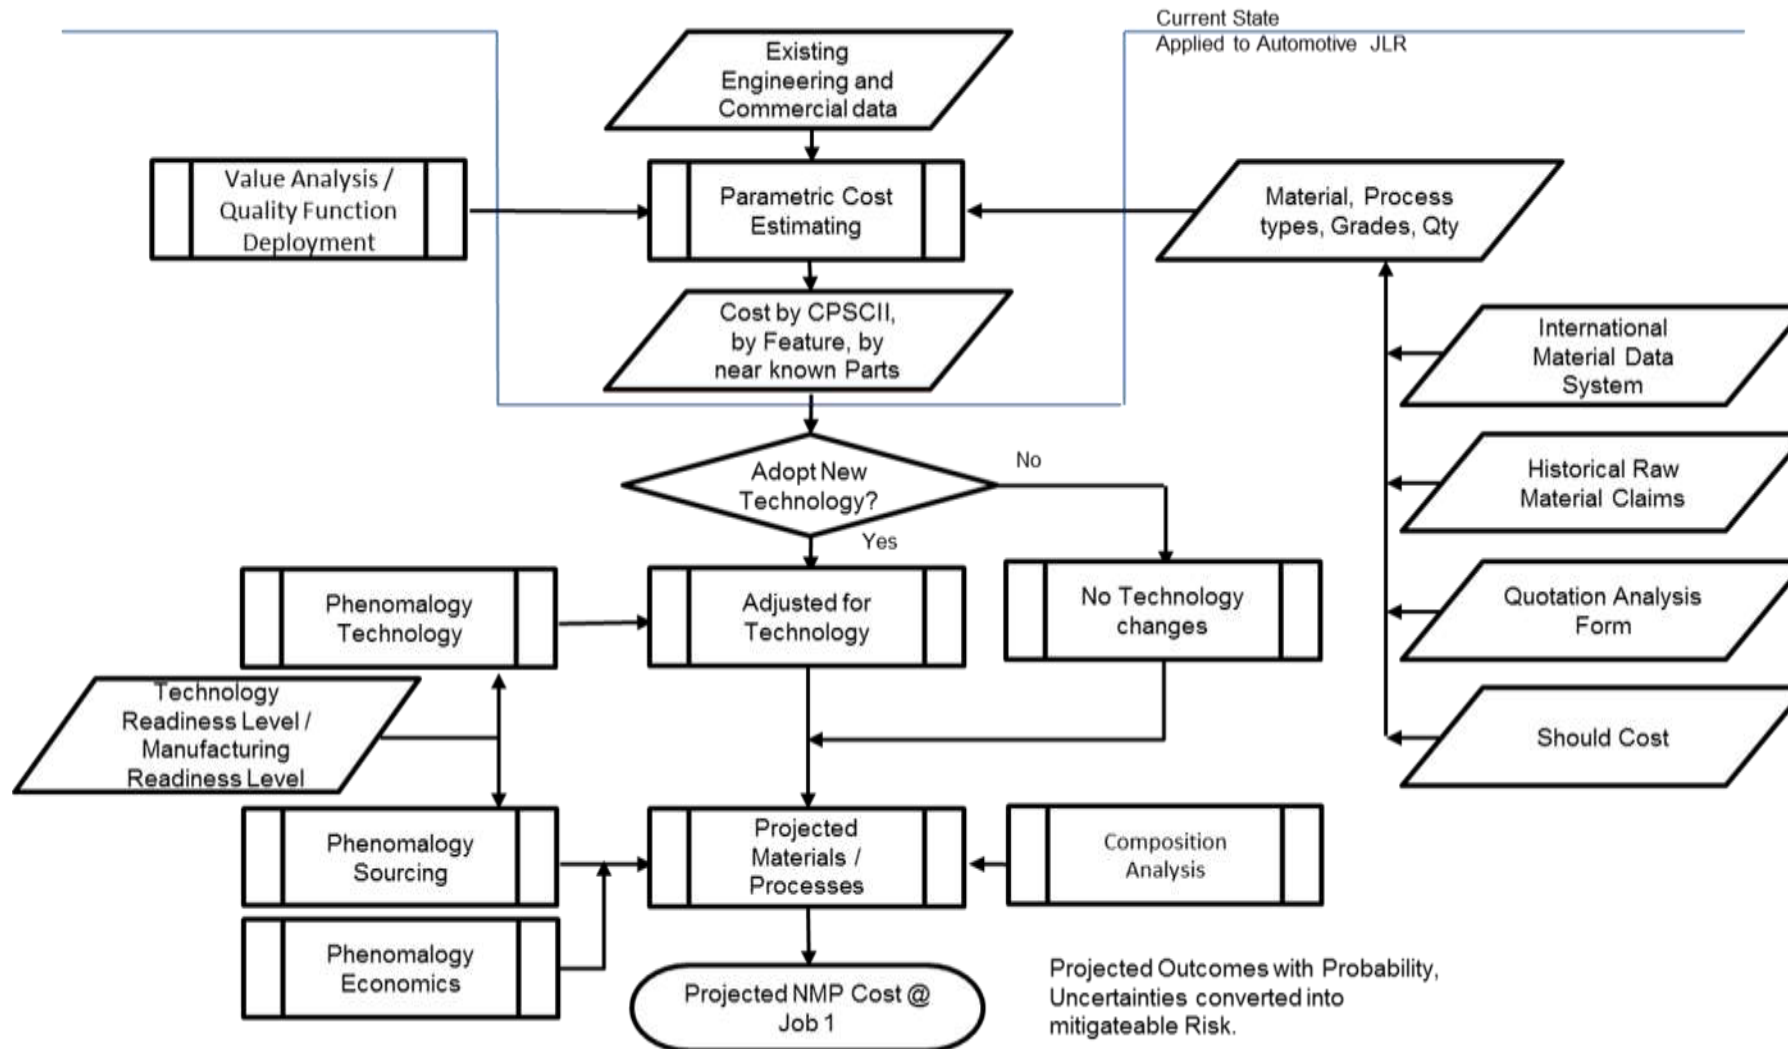 Current State
Applied to Automotive JLR
Existing
Engineering and
Commercial data
Value Analysis /
Quality Function
Deployment
Parametric Cost
Estimating
Material, Process
types, Grades, Qty
Cost by CPSCII,
by Feature, by
near known Parts
International
Material Data
System
Adopt New
Technology?
No
Yes
Historical Raw
Material Claims
Phenomalogy
Technology
Adjusted for
Technology
No Technology
changes
Quotation Analysis
Form
Technology
Readiness Level /
Manufacturing
Readiness Level
Should Cost
Phenomalogy
Sourcing
Projected
Materials /
Processes
Composition
Analysis
Phenomalogy
Economics
Projected NMP Cost @
Job 1
Projected Outcomes with Probability,
Uncertainties converted into
mitigateable Risk.